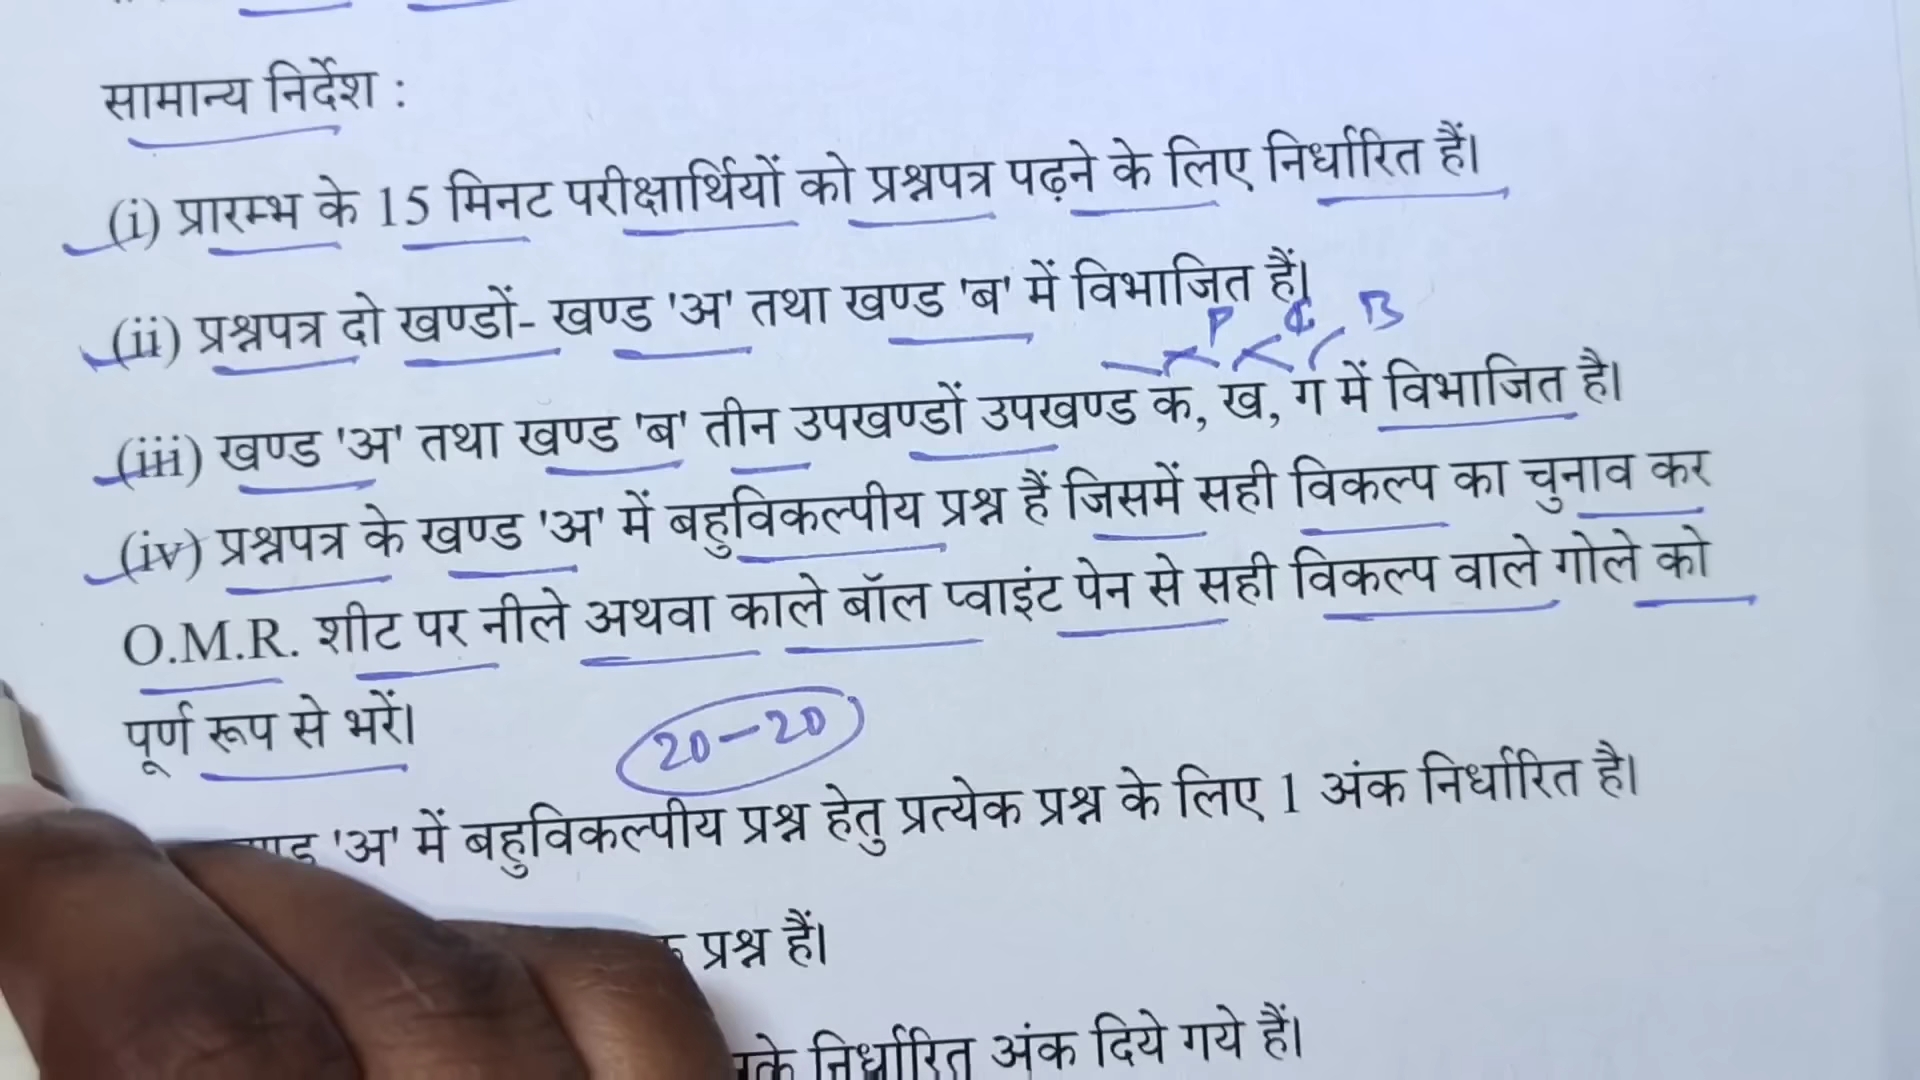 सामान्य निर्देश :
(i) प्रारम्भ के 15 मिनट परीक्षार्थियों को प्रश्नपत्र पढ़ने के लिए निर्धारित हैं।
(ii) प्रश्नपत्र दो खण्डों- खण्ड 'अ' तथा खण्ड 'ब' में विभाजित हैं।
P C B
(iii) खण्ड 'अ' तथा खण्ड 'ब' तीन उपखण्डों उपखण्ड क, ख, ग में विभाजित है।
(iv) प्रश्नपत्र के खण्ड 'अ' में बहुविकल्पीय प्रश्न हैं जिसमें सही विकल्प का चुनाव कर
O.M.R. शीट पर नीले अथवा काले बॉल प्वाइंट पेन से सही विकल्प वाले गोले को
पूर्ण रूप से भरें।
20-20
'अ' में बहुविकल्पीय प्रश्न हेतु प्रत्येक प्रश्न के लिए 1 अंक निर्धारित है।
प्रश्न हैं।
निर्धारित अंक दिये गये हैं।